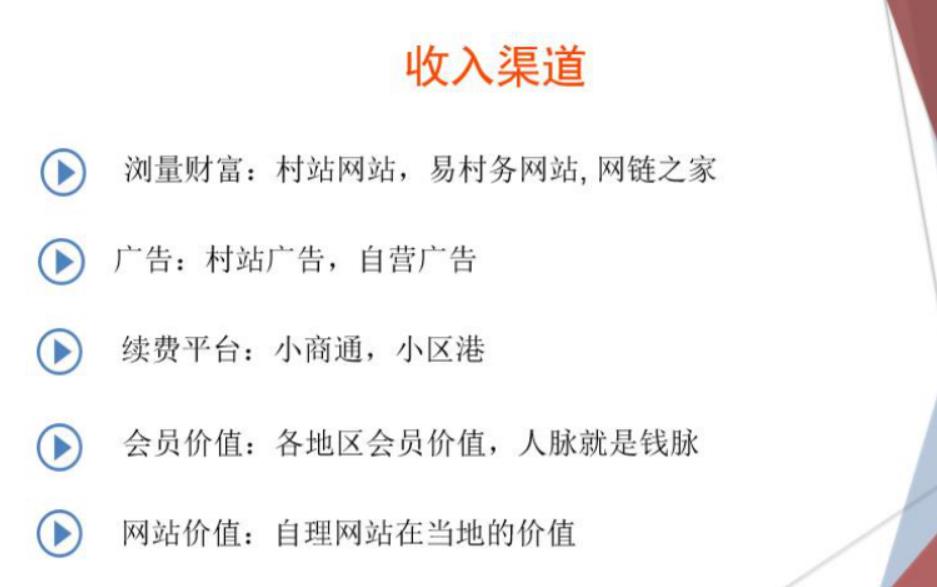 收入渠道
浏量财富：村站网站，易村务网站, 网链之家
广告：村站广告，自营广告
续费平台：小商通，小区港
会员价值：各地区会员价值，人脉就是钱脉
网站价值：自理网站在当地的价值